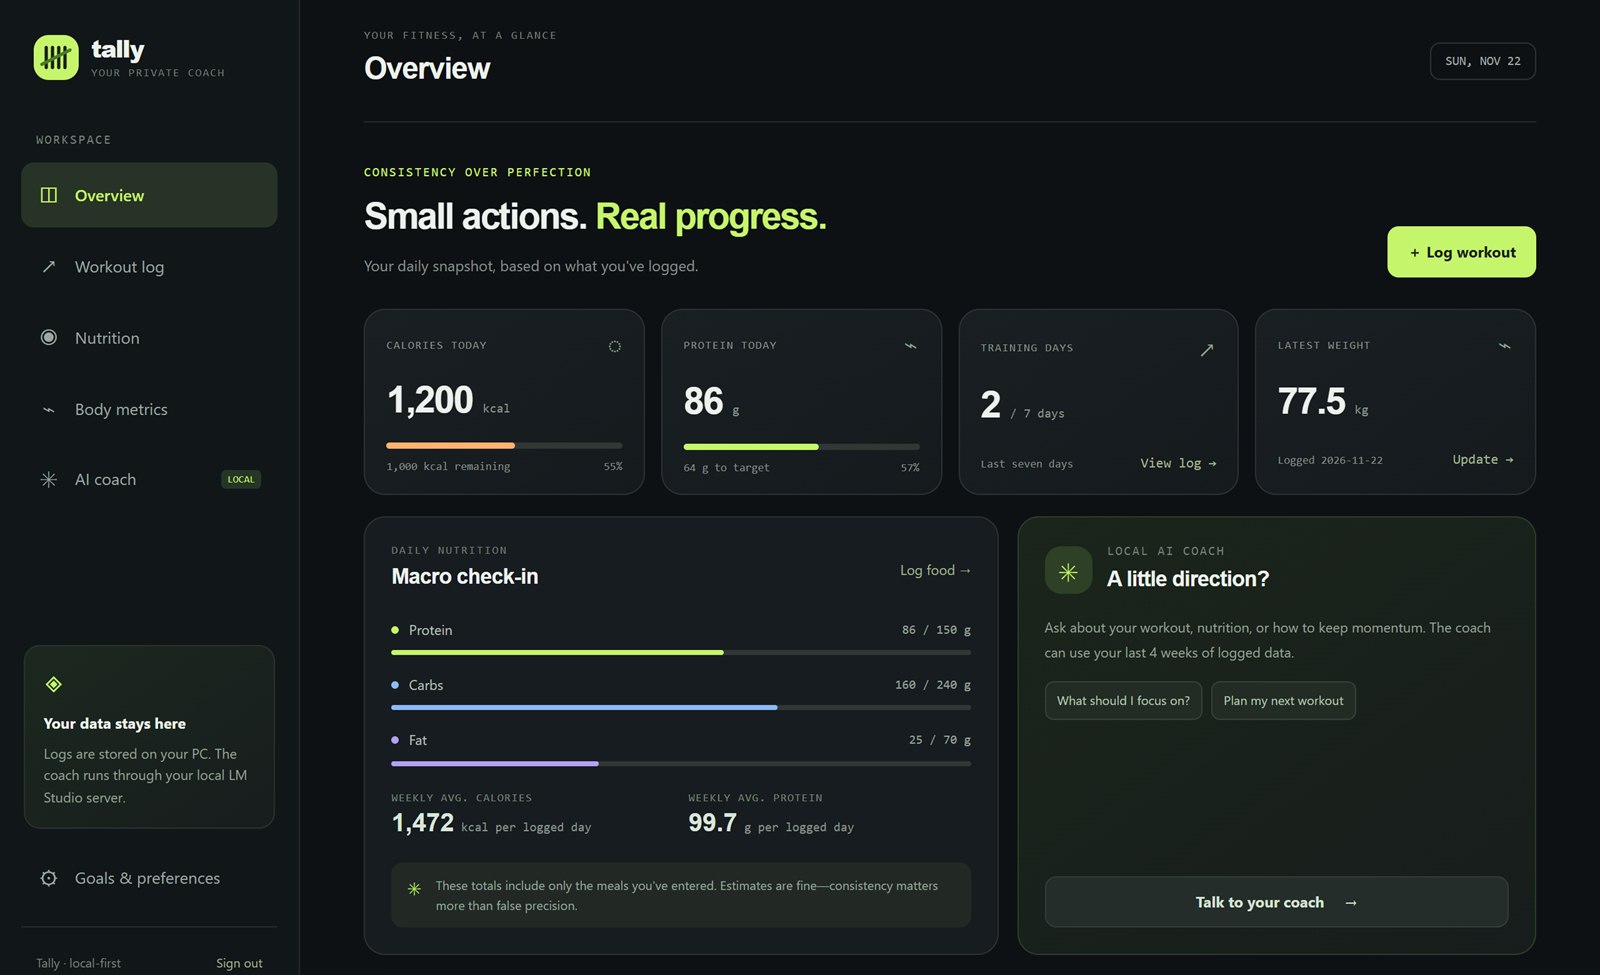 tally
YOUR PRIVATE COACH
WORKSPACE
Overview
Workout log
Nutrition
Body metrics
AI coach
LOCAL
Your data stays here
Logs are stored on your PC. The
coach runs through your local LM
Studio server.
Goals & preferences
Tally · local-first
Sign out
YOUR FITNESS, AT A GLANCE
Overview
SUN, NOV 22
CONSISTENCY OVER PERFECTION
Small actions. Real progress.
Your daily snapshot, based on what you've logged.
+ Log workout
CALORIES TODAY
1,200 kcal
1,000 kcal remaining
55%
PROTEIN TODAY
86 g
64 g to target
57%
TRAINING DAYS
↗
2 / 7 days
Last seven days
View log →
LATEST WEIGHT
77.5 kg
Logged 2026-11-22
Update →
DAILY NUTRITION
Macro check-in
Log food →
Protein
86 / 150 g
Carbs
160 / 240 g
Fat
25 / 70 g
WEEKLY AVG. CALORIES
1,472 kcal per logged day
WEEKLY AVG. PROTEIN
99.7 g per logged day
These totals include only the meals you've entered. Estimates are fine—consistency matters
more than false precision.
LOCAL AI COACH
A little direction?
Ask about your workout, nutrition, or how to keep momentum. The coach
can use your last 4 weeks of logged data.
What should I focus on?
Plan my next workout
Talk to your coach →